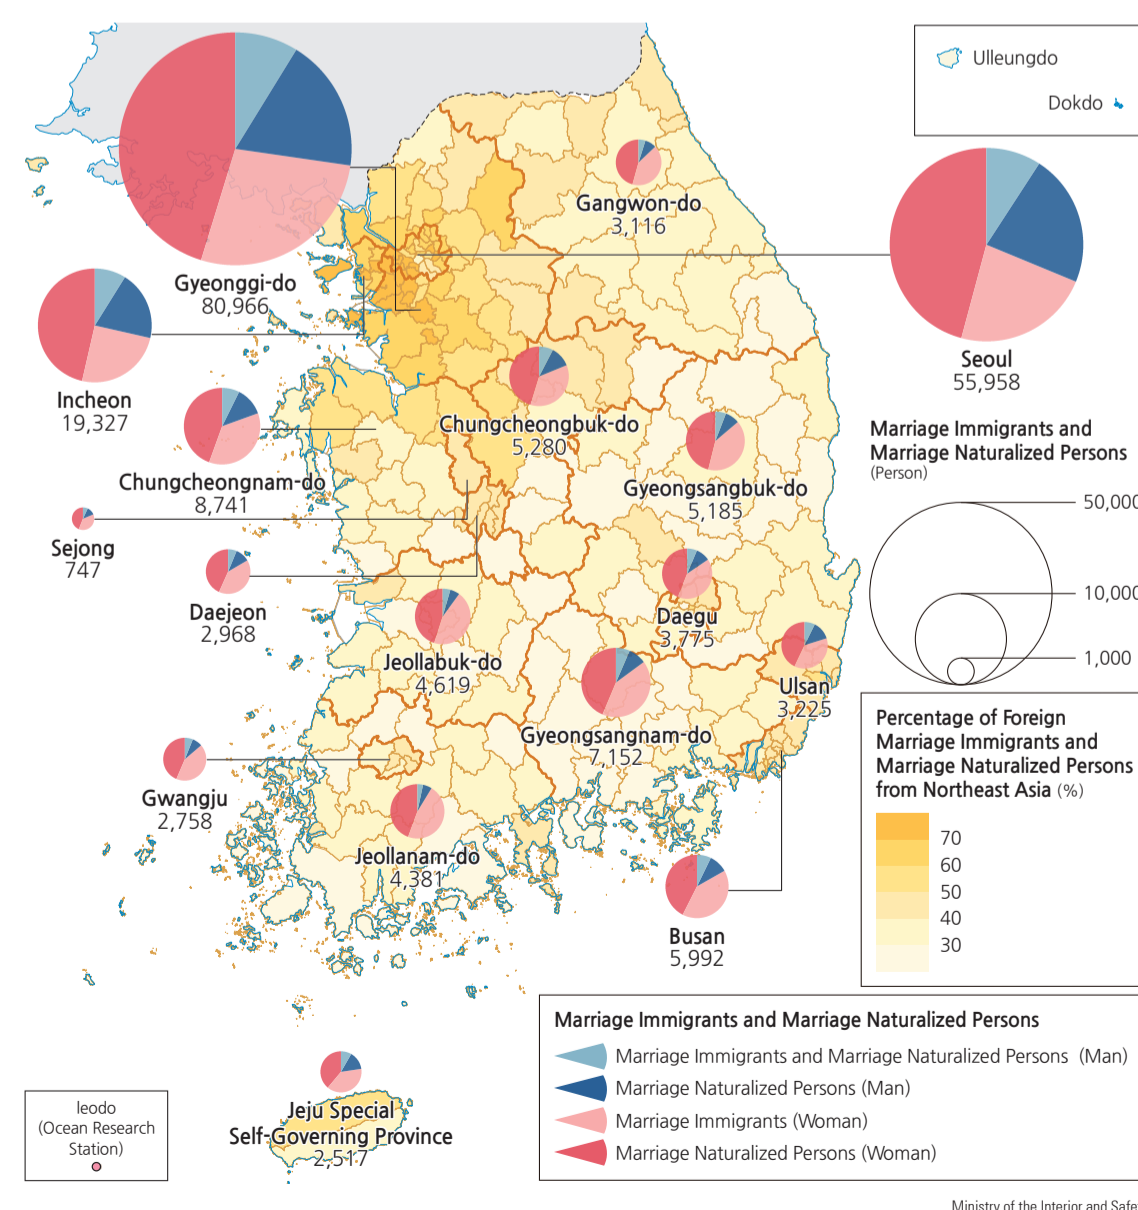 Ulleungdo
Dokdo
Gangwon-do
3,116
Gyeonggi-do
80,966
Seoul
55,958
Incheon
19,327
Chungcheongbuk-do
5,280
Chungcheongnam-do
8,741
Gyeongsangbuk-do
5,185
Sejong
747
Daejeon
2,968
Daegu
3,775
Jeollabuk-do
4,619
Ulsan
3,225
Gyeongsangnam-do
7,152
Gwangju
2,758
Jeollanam-do
4,381
Busan
5,992
Jeju Special
Self-Governing Province
2,517
Ieodo
(Ocean Research
Station)
Marriage Immigrants and
Marriage Naturalized Persons
(Person)
50,000
10,000
1,000
Percentage of Foreign
Marriage Immigrants and
Marriage Naturalized Persons
from Northeast Asia (%)
70
60
50
40
30
Marriage Immigrants and Marriage Naturalized Persons
Marriage Immigrants and Marriage Naturalized Persons (Man)
Marriage Naturalized Persons (Man)
Marriage Immigrants (Woman)
Marriage Naturalized Persons (Woman)
Ministry of the Interior and Safet